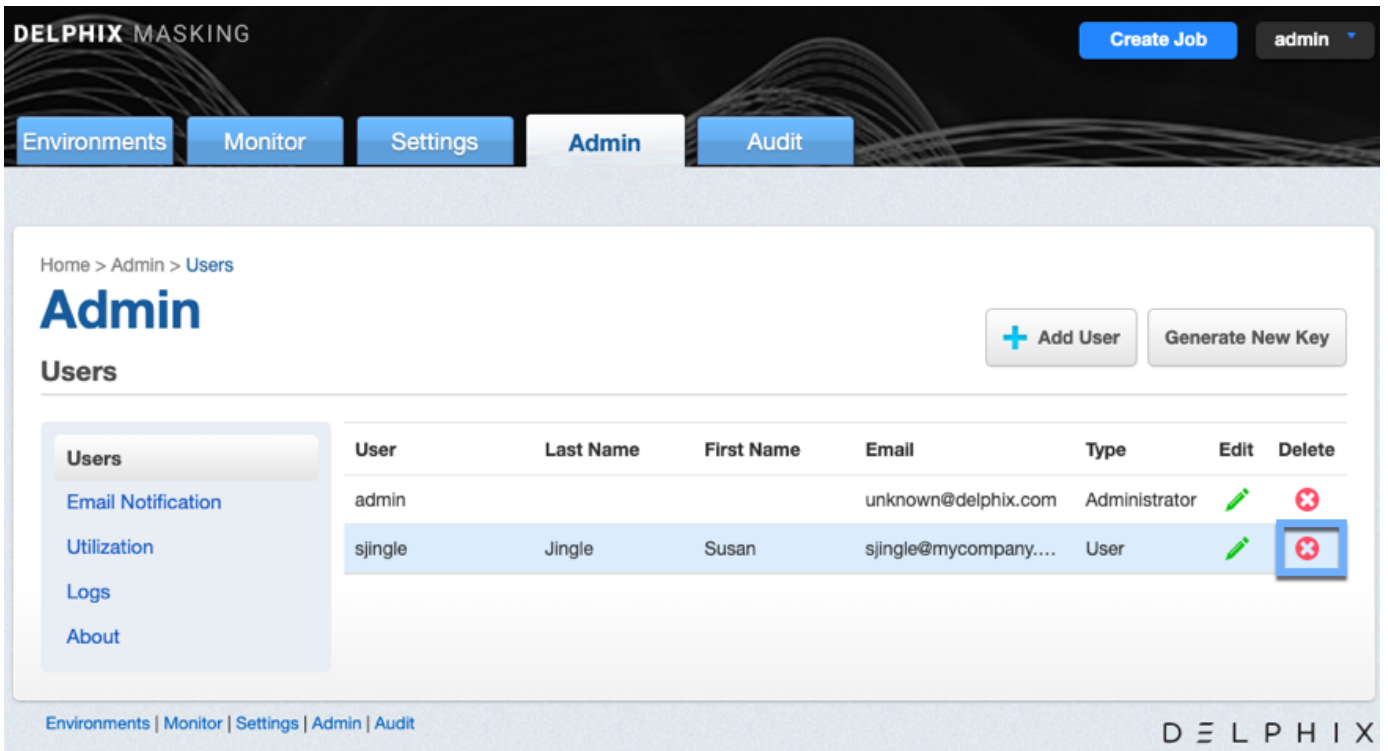 DELPHIX MASKING
Create Job
admin
Environments
Monitor
Settings
Admin
Audit
Home > Admin > Users
Admin
Add User
Generate New Key
Users
Users
Email Notification
Utilization
Logs
About
User Last Name First Name Email Type Edit Delete
admin unknown@delphix.com Administrator
sjingle Jingle Susan sjingle@mycompany.... User
Environments | Monitor | Settings | Admin | Audit
DELPHIX